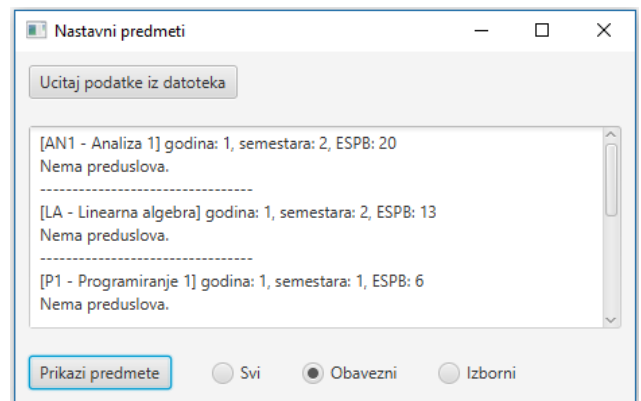 Nastavni predmeti
Ucitaj podatke iz datoteka
[AN1 - Analiza 1] godina: 1, semestara: 2, ESPB: 20
Nema preduslova.
---------------------------------
[LA - Linearna algebra] godina: 1, semestara: 2, ESPB: 13
Nema preduslova.
---------------------------------
[P1 - Programiranje 1] godina: 1, semestara: 1, ESPB: 6
Nema preduslova.
Prikazi predmete Svi Obavezni Izborni